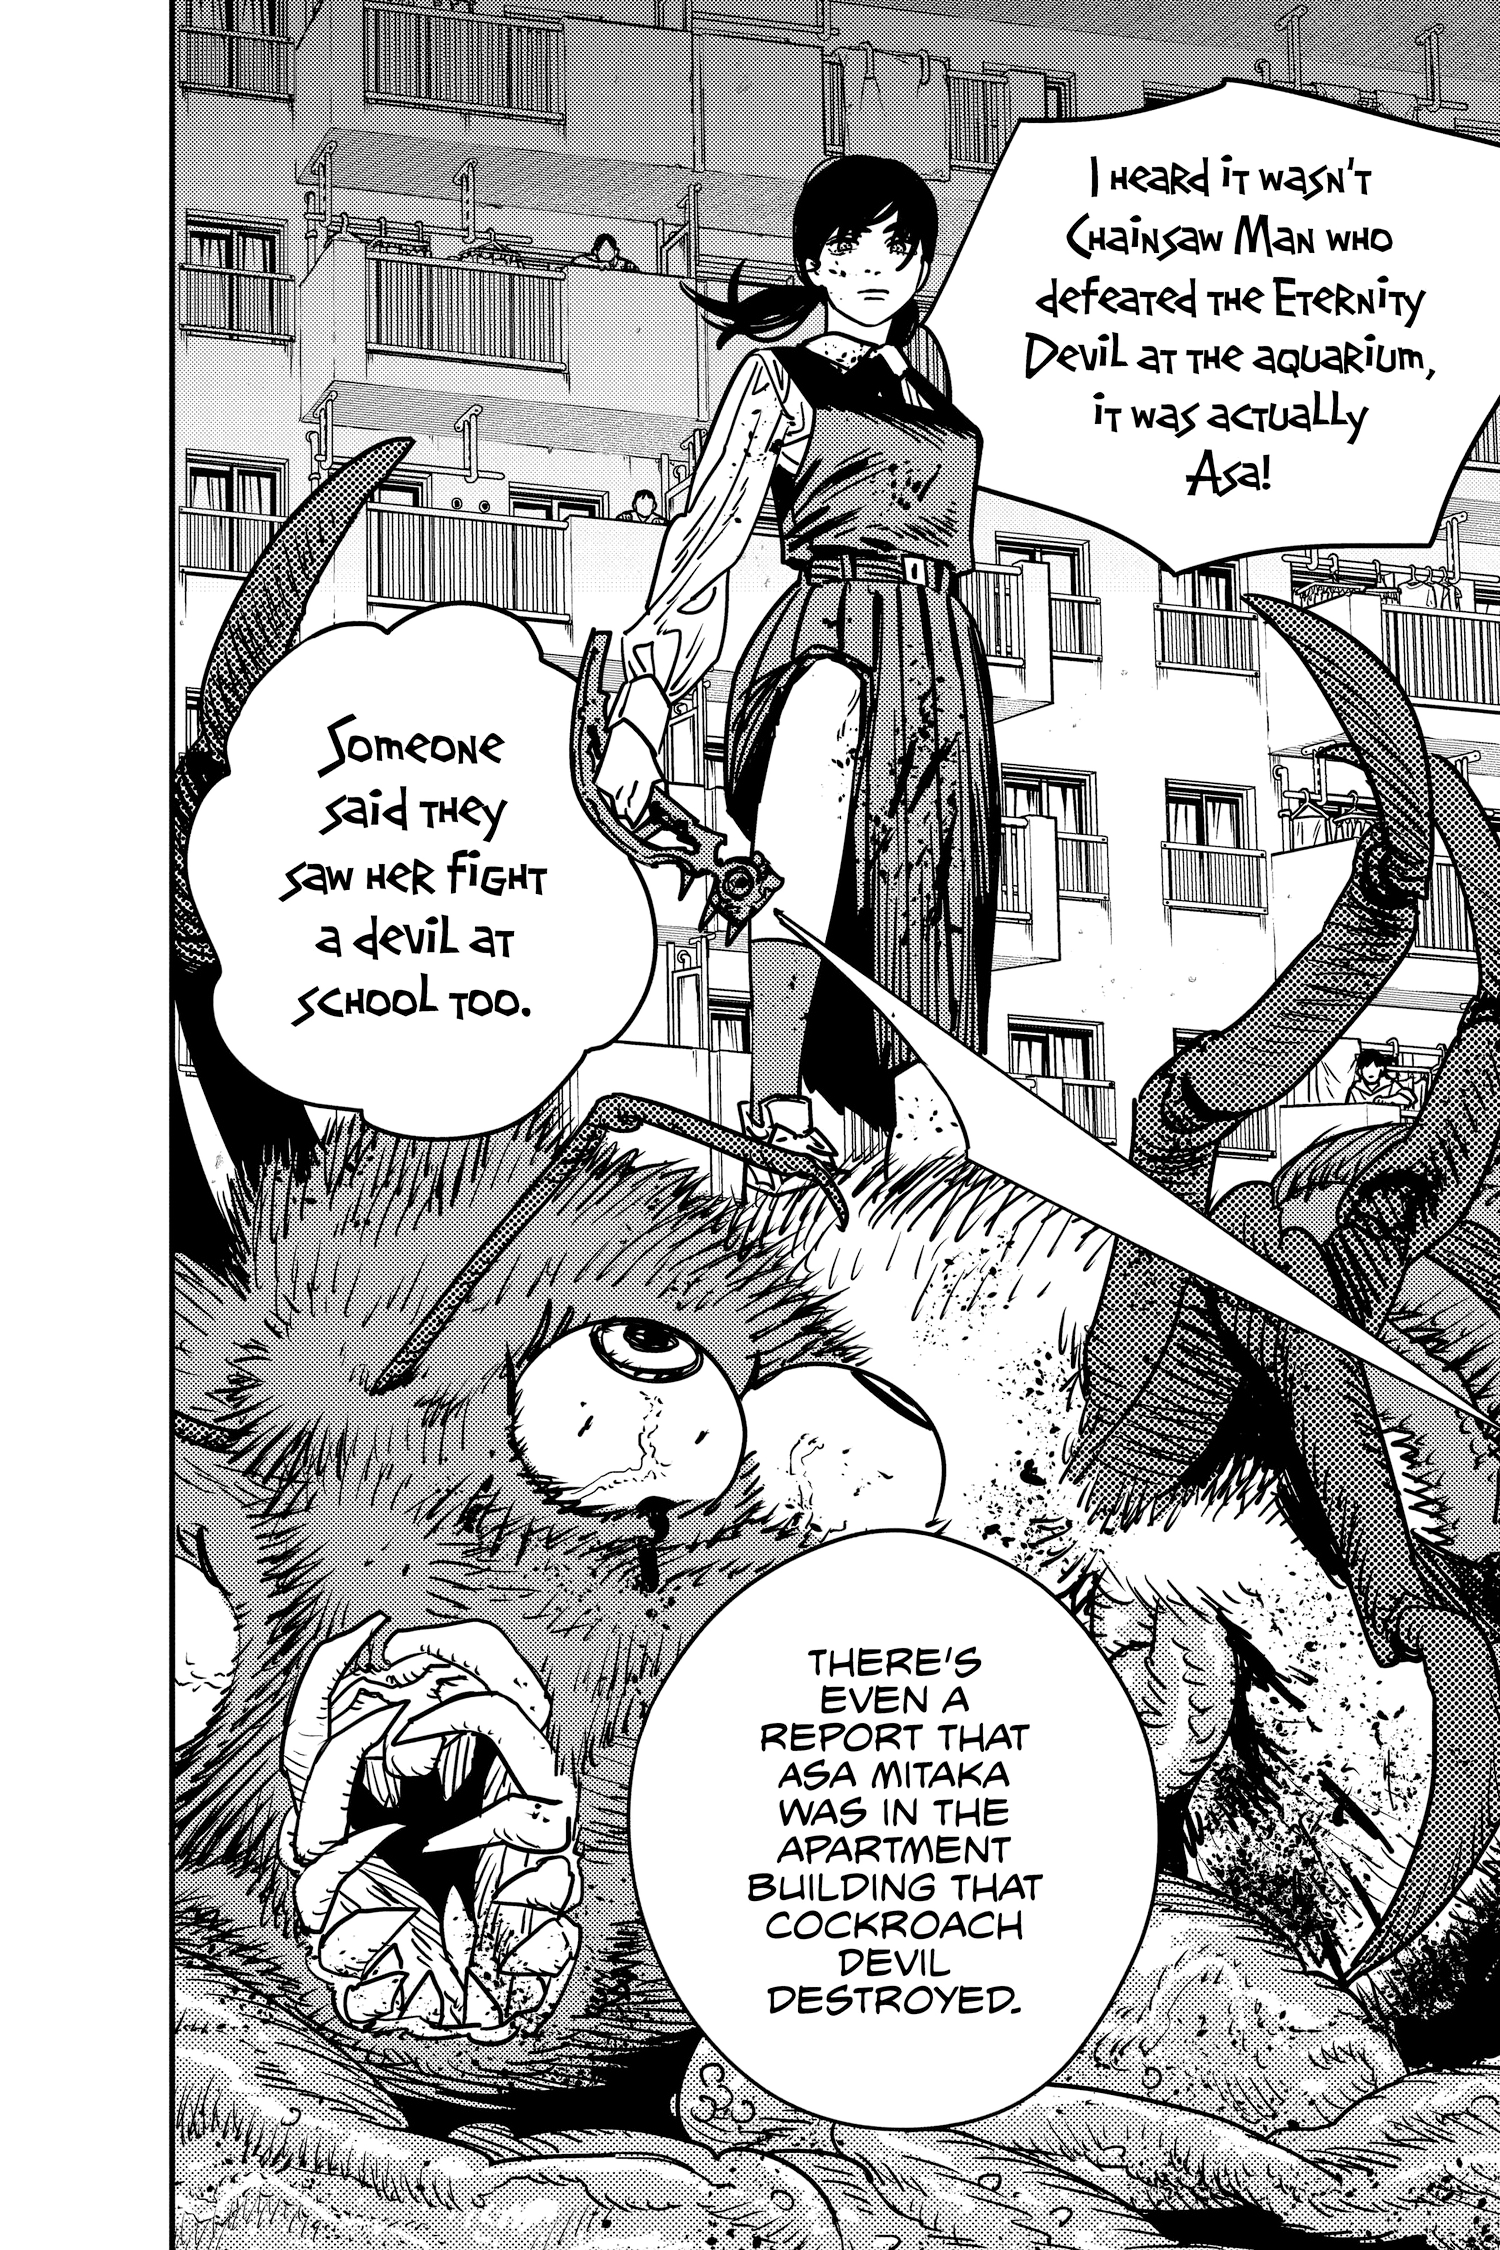 I heard it wasn't
Chainsaw Man who
defeated the Eternity
Devil at the aquarium,
it was actually
Asa!
Someone
said they
saw her fight
a devil at
school too.
THERE'S
EVEN A
REPORT THAT
ASA MITAKA
WAS IN THE
APARTMENT
BUILDING THAT
COCKROACH
DEVIL
DESTROYED.